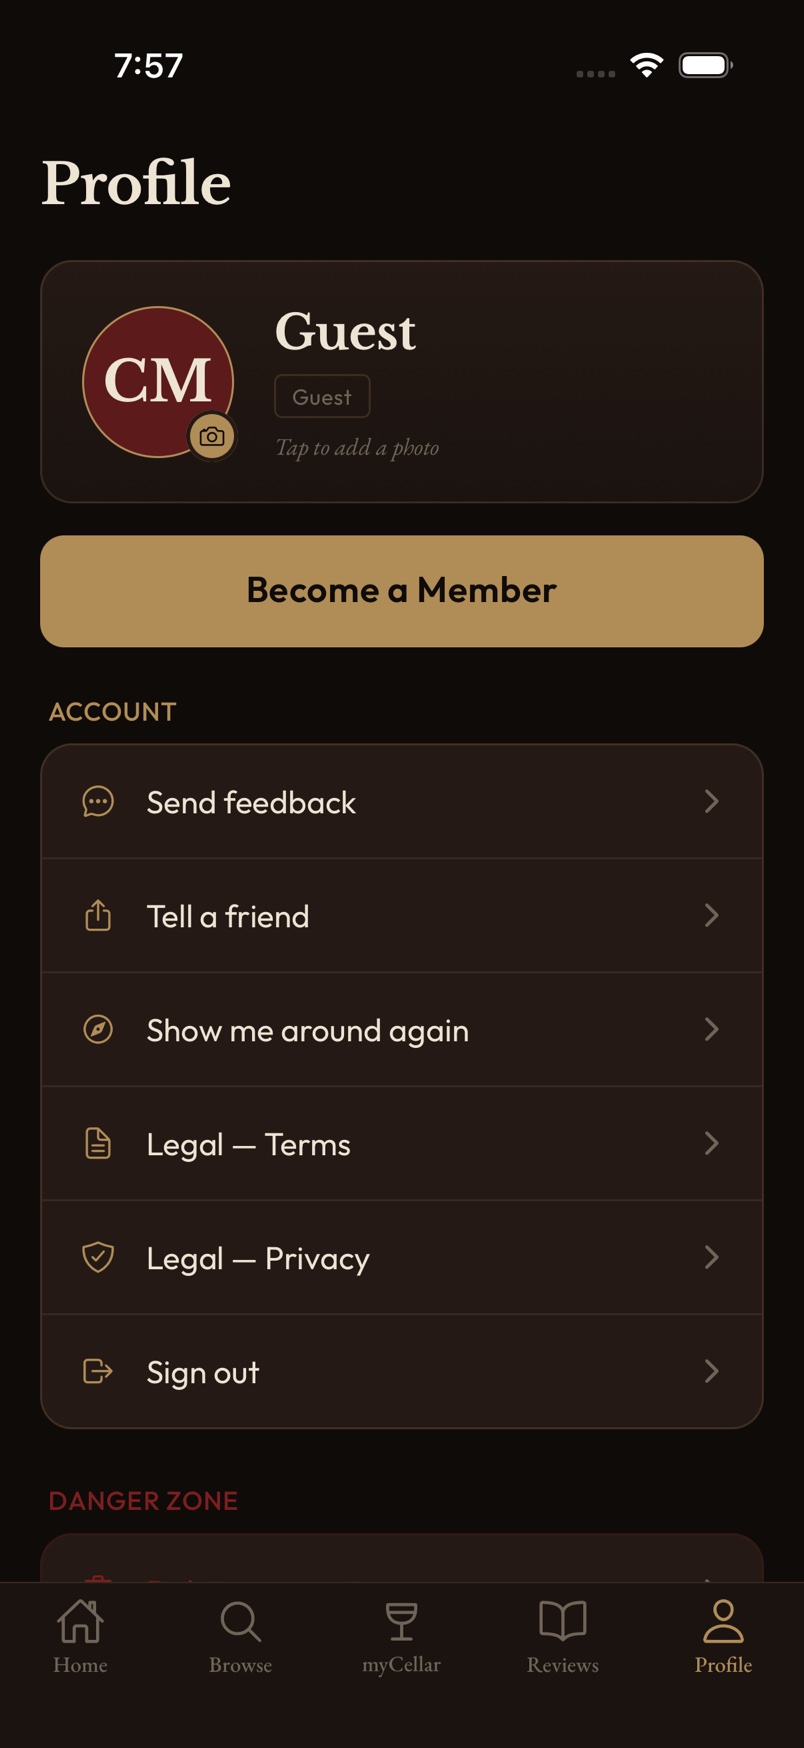 7:57
Profile
CM
Guest
Guest
Tap to add a photo
Become a Member
ACCOUNT
Send feedback
Tell a friend
Show me around again
Legal — Terms
Legal — Privacy
Sign out
DANGER ZONE
Home
Browse
myCellar
Reviews
Profile